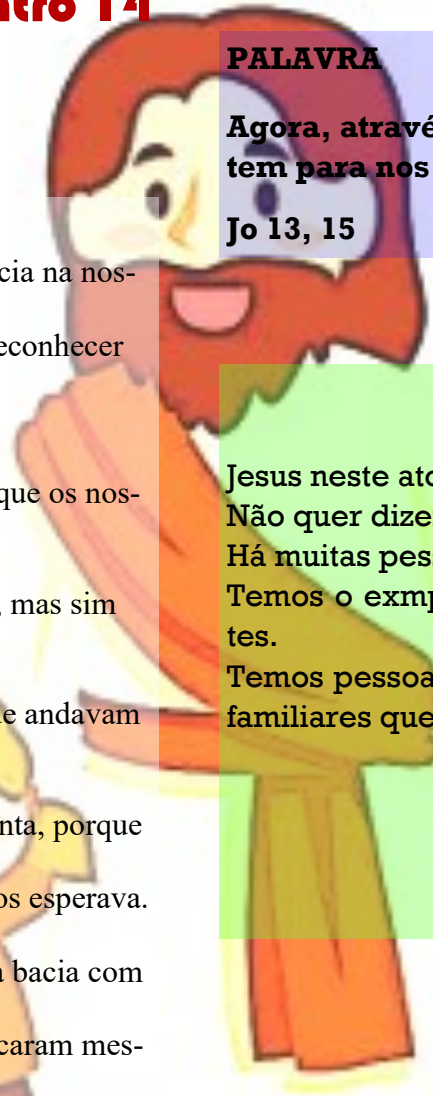 ntro 14
cia na nos-
econhecer
que os nos-
, mas sim
e andavam
nta, porque
os esperava.
a bacia com
caram mes-
PALAVRA
Agora, atravé
tem para nos
Jo 13, 15
Jesus neste ato
Não quer dize
Há muitas pess
Temos o exmp
tes.
Temos pessoa
familiares que